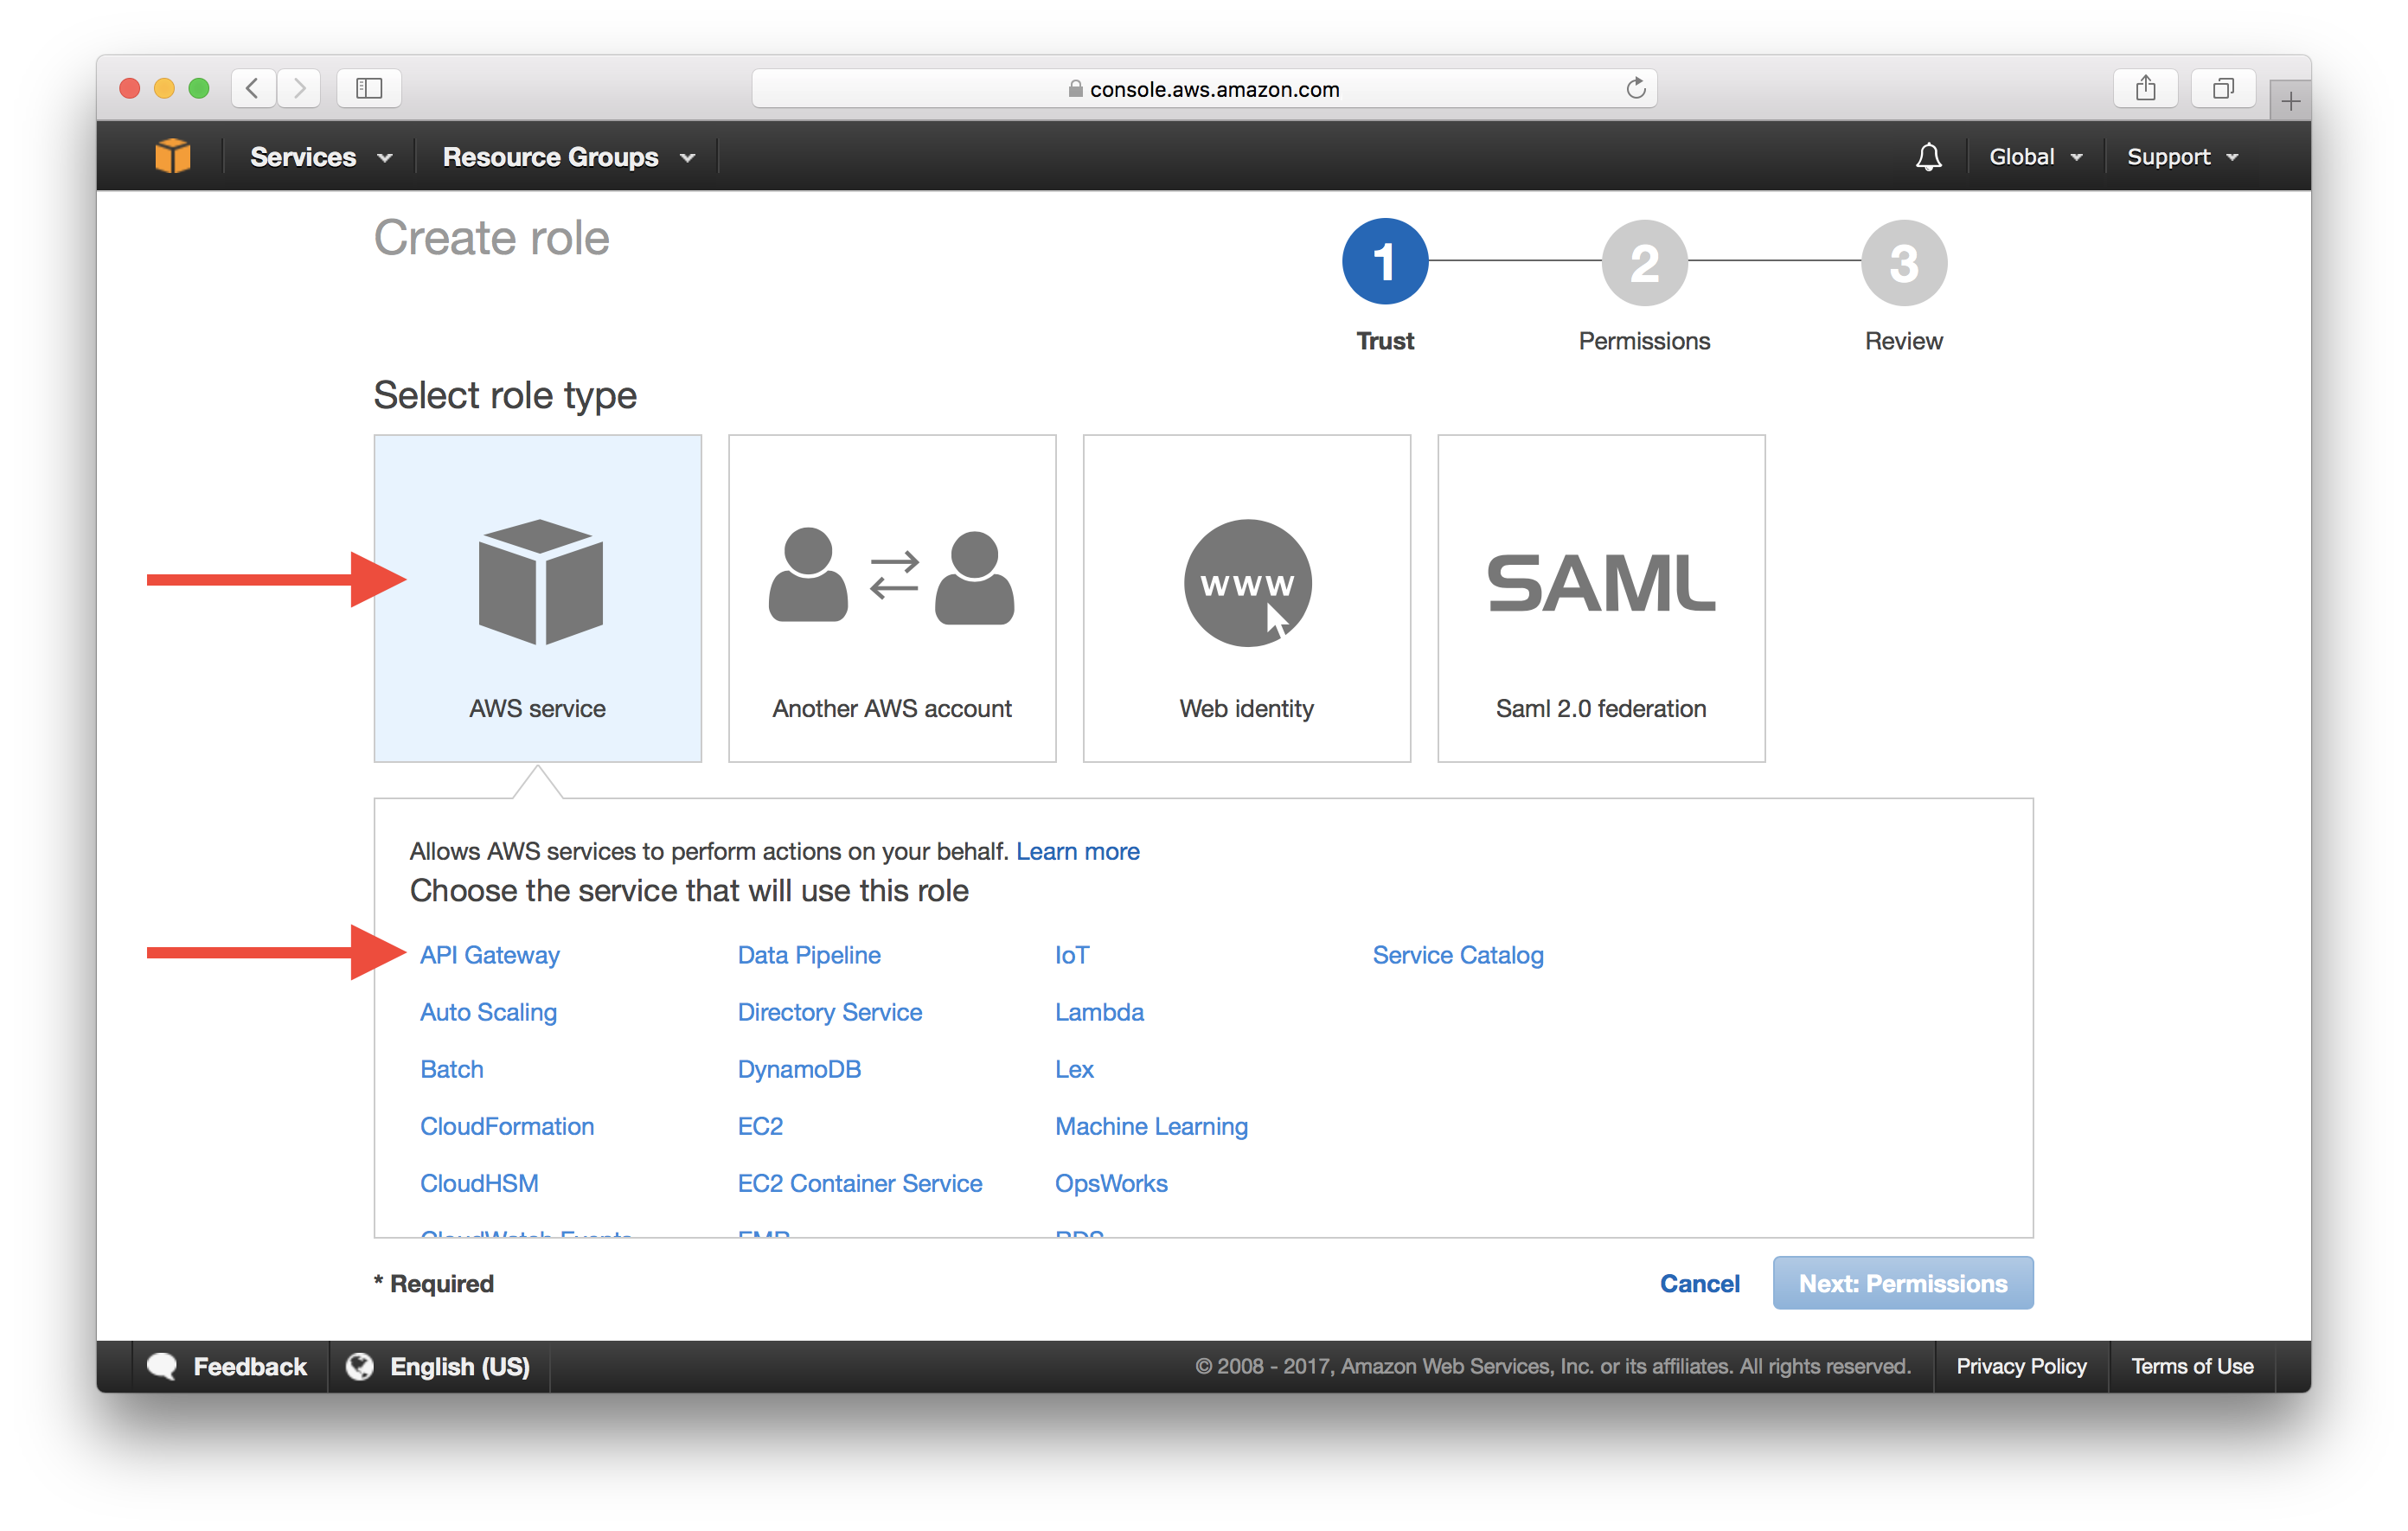 console.aws.amazon.com
Services Resource Groups Global Support
Create role
1 2 3
Trust Permissions Review
Select role type
www SAML
AWS service Another AWS account Web identity Saml 2.0 federation
Allows AWS services to perform actions on your behalf. Learn more
Choose the service that will use this role
API Gateway Data Pipeline IoT Service Catalog
Auto Scaling Directory Service Lambda
Batch DynamoDB Lex
CloudFormation EC2 Machine Learning
CloudHSM EC2 Container Service OpsWorks
CloudWatch Events EMR RDS
* Required Cancel Next: Permissions
Feedback English (US) © 2008 - 2017, Amazon Web Services, Inc. or its affiliates. All rights reserved. Privacy Policy Terms of Use